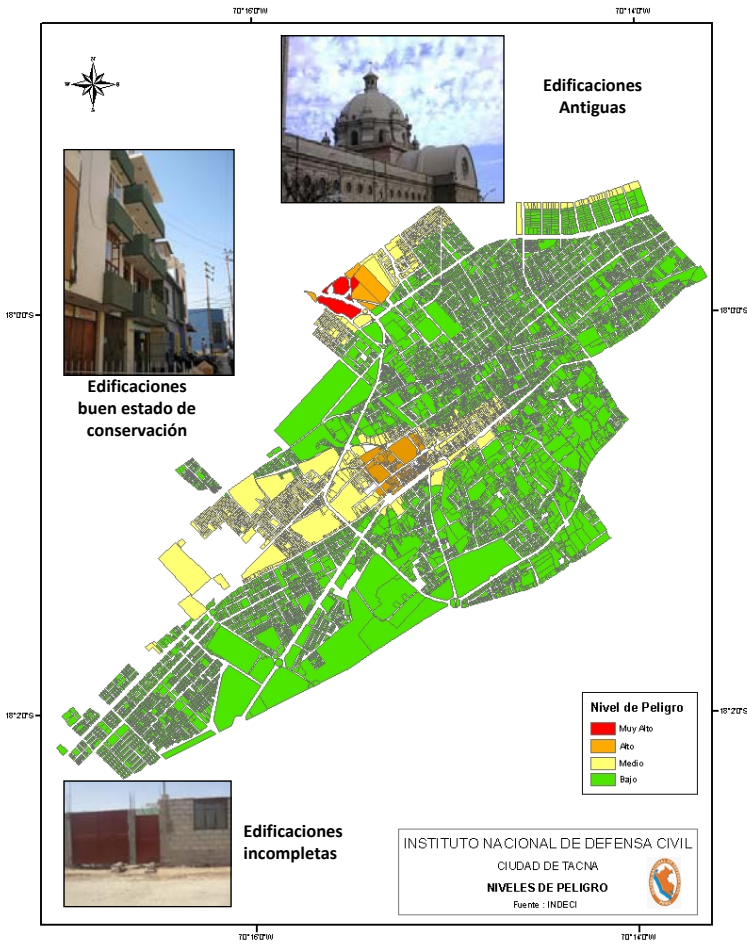 70°16'0"W
70°14'0"W
Edificaciones
Antiguas
N
W
E
S
18°0'0"S
18°0'0"S
Edificaciones
buen estado de
conservación
18°2'0"S
18°2'0"S
Nivel de Peligro
Muy Alto
Alto
Medio
Bajo
Edificaciones
incompletas
INSTITUTO NACIONAL DE DEFENSA CIVIL
CIUDAD DE TACNA
NIVELES DE PELIGRO
Fuente : INDECI
70°16'0"W
70°14'0"W